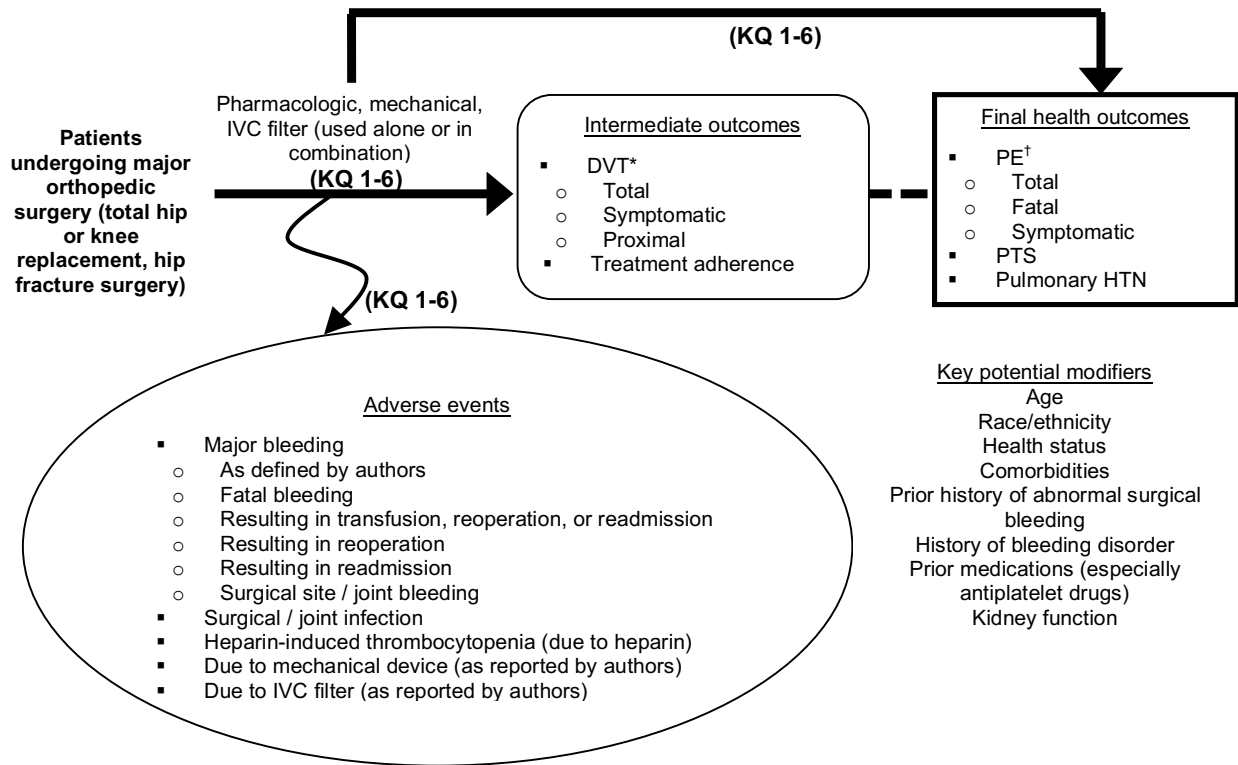 (KQ 1-6)
Patients
undergoing major
orthopedic
surgery (total hip
or knee
replacement, hip
fracture surgery)
Pharmacologic, mechanical,
IVC filter (used alone or in
combination)
(KQ 1-6)
(KQ 1-6)
Intermediate outcomes
▪ DVT*
o Total
o Symptomatic
o Proximal
▪ Treatment adherence
Final health outcomes
▪ PE†
o Total
o Fatal
o Symptomatic
▪ PTS
▪ Pulmonary HTN
Adverse events
▪ Major bleeding
o As defined by authors
o Fatal bleeding
o Resulting in transfusion, reoperation, or readmission
o Resulting in reoperation
o Resulting in readmission
o Surgical site / joint bleeding
▪ Surgical / joint infection
▪ Heparin-induced thrombocytopenia (due to heparin)
▪ Due to mechanical device (as reported by authors)
▪ Due to IVC filter (as reported by authors)
Key potential modifiers
Age
Race/ethnicity
Health status
Comorbidities
Prior history of abnormal surgical
bleeding
History of bleeding disorder
Prior medications (especially
antiplatelet drugs)
Kidney function